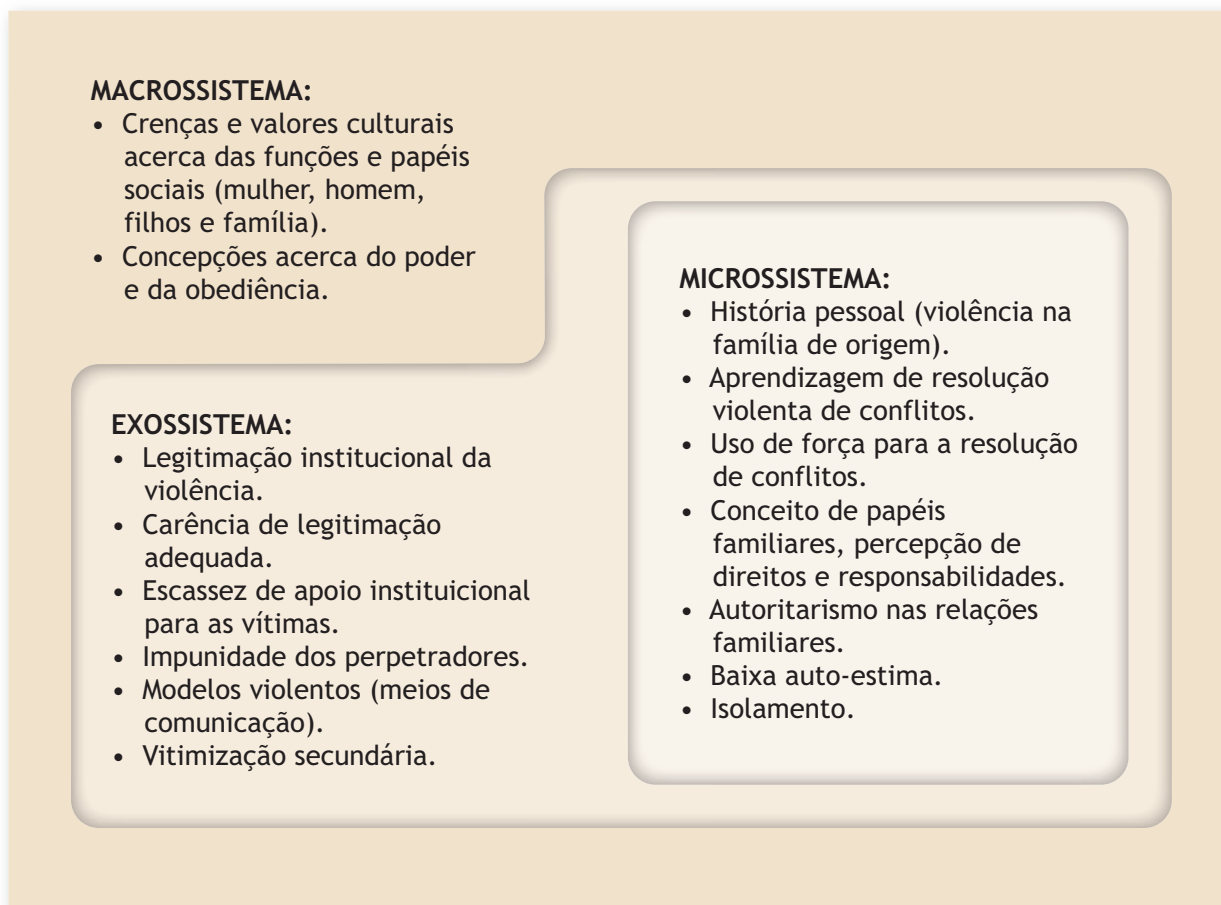 MACROSSISTEMA:
• Crenças e valores culturais
acerca das funções e papéis
sociais (mulher, homem,
filhos e família).
• Concepções acerca do poder
e da obediência.
EXOSSISTEMA:
• Legitimação institucional da
violência.
• Carência de legitimação
adequada.
• Escassez de apoio instituicional
para as vítimas.
• Impunidade dos perpetradores.
• Modelos violentos (meios de
comunicação).
• Vitimização secundária.
MICROSSISTEMA:
• História pessoal (violência na
família de origem).
• Aprendizagem de resolução
violenta de conflitos.
• Uso de força para a resolução
de conflitos.
• Conceito de papéis
familiares, percepção de
direitos e responsabilidades.
• Autoritarismo nas relações
familiares.
• Baixa auto-estima.
• Isolamento.